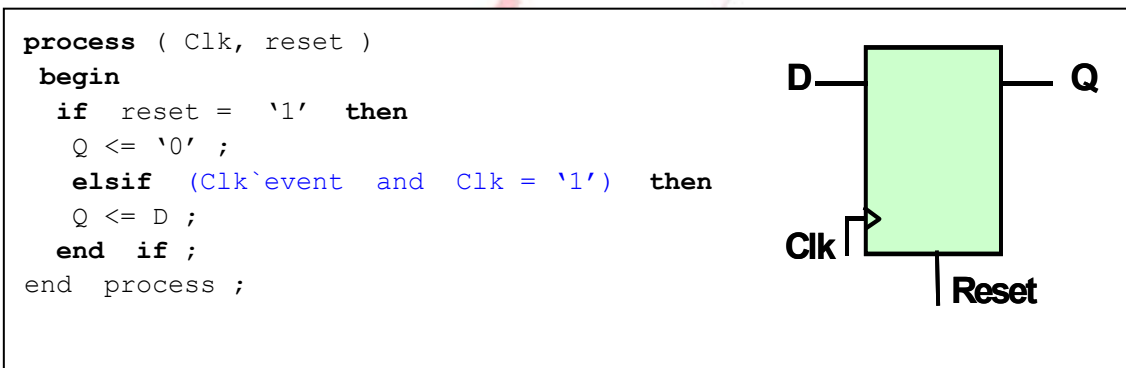 process ( Clk, reset )
begin
if reset = ‘1’ then
Q <= ‘0’ ;
elsif (Clk`event and Clk = ‘1’) then
Q <= D ;
end if ;
end process ;
D
Q
Clk
Reset